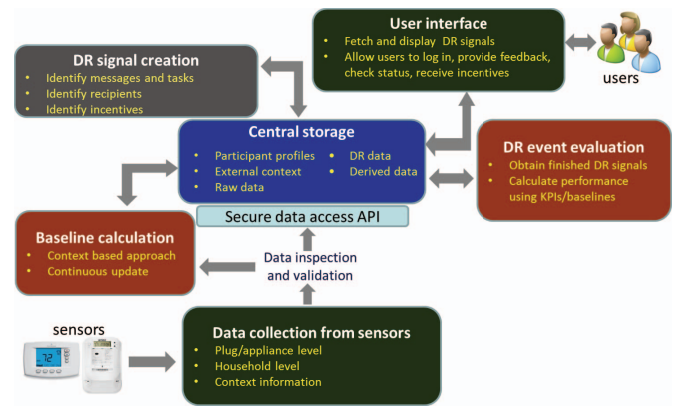 User interface
• Fetch and display DR signals
• Allow users to log in, provide feedback,
check status, receive incentives
users
DR signal creation
• Identify messages and tasks
• Identify recipients
• Identify incentives
Central storage
• Participant profiles
• External context
• Raw data
• DR data
• Derived data
Secure data access API
DR event evaluation
• Obtain finished DR signals
• Calculate performance
using KPIs/baselines
Baseline calculation
• Context based approach
• Continuous update
Data inspection
and validation
sensors
72
Data collection from sensors
• Plug/appliance level
• Household level
• Context information